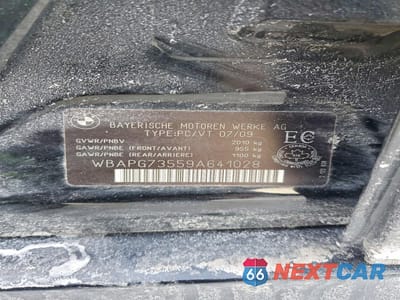 BAYERISCHE MOTOREN WERKE AG
TYPE:PC/VT 07/09
GVWR/PNBV 2010 kg
GAWR/PNBE (FRONT/AVANT) 955 kg
GAWR/PNBE (REAR/ARRIERE) 1100 kg
WBAPG73559A641028
EC
66 NEXTCAR